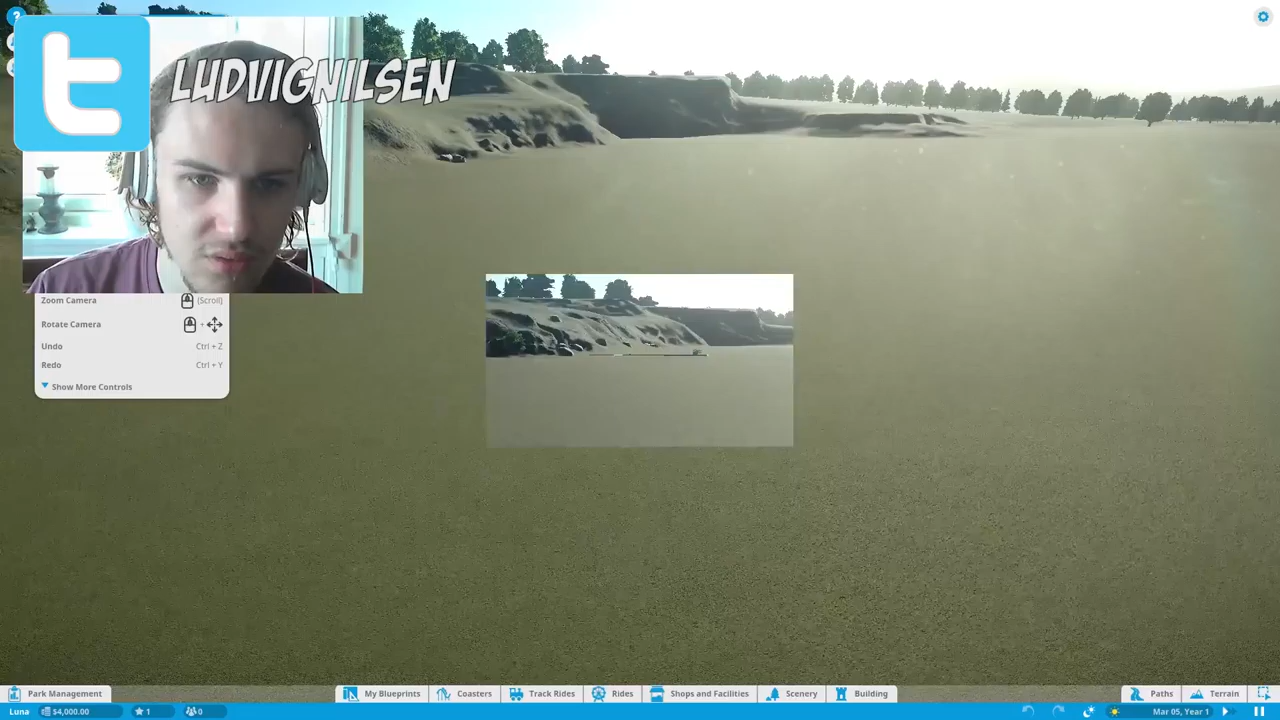 ?
t
LUDVIGNILSEN
Zoom Camera (Scroll)
Rotate Camera +
Undo Ctrl + Z
Redo Ctrl + Y
Show More Controls
Park Management My Blueprints Coasters Track Rides Rides Shops and Facilities Scenery Building Paths Terrain
Luna $4,000.00 1 0 Mar 05, Year 1